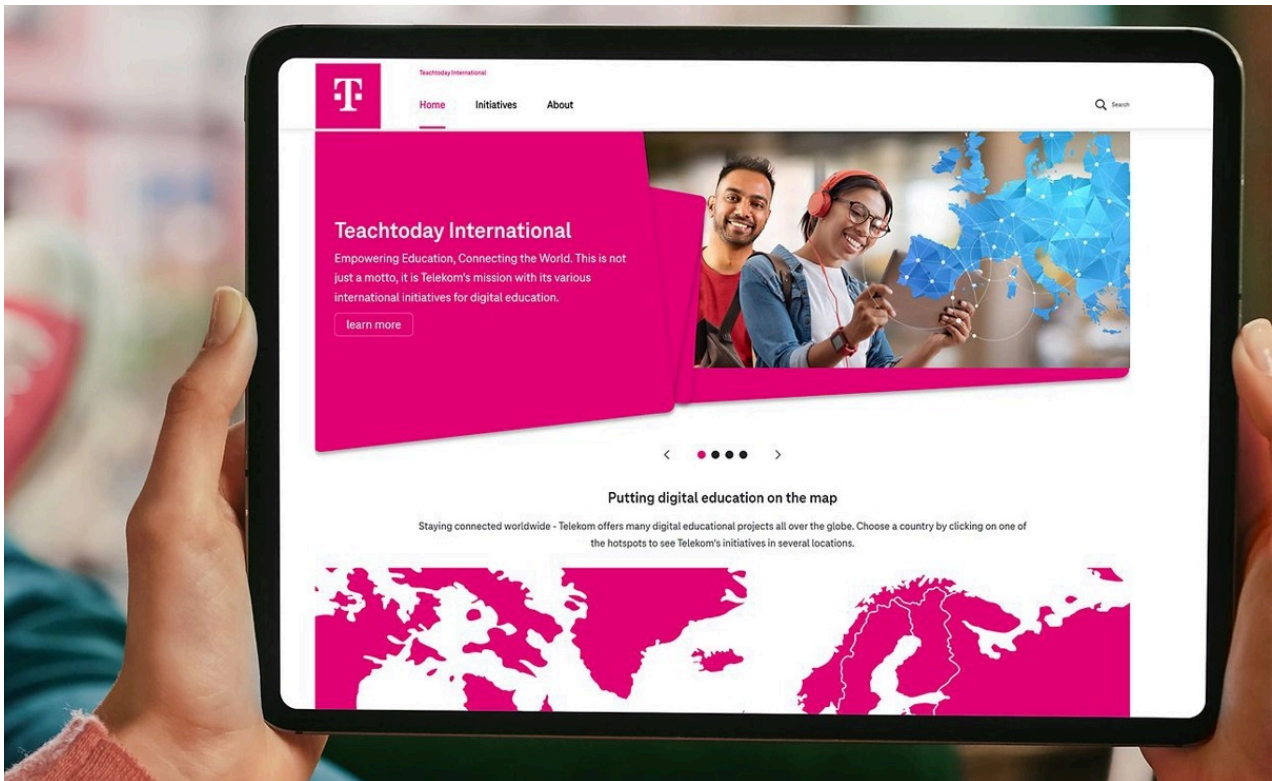 T
Teachtoday International
Home Initiatives About
Search
Teachtoday International
Empowering Education, Connecting the World. This is not
just a motto, it is Telekom's mission with its various
international initiatives for digital education.
learn more
Putting digital education on the map
Staying connected worldwide - Telekom offers many digital educational projects all over the globe. Choose a country by clicking on one of
the hotspots to see Telekom's initiatives in several locations.